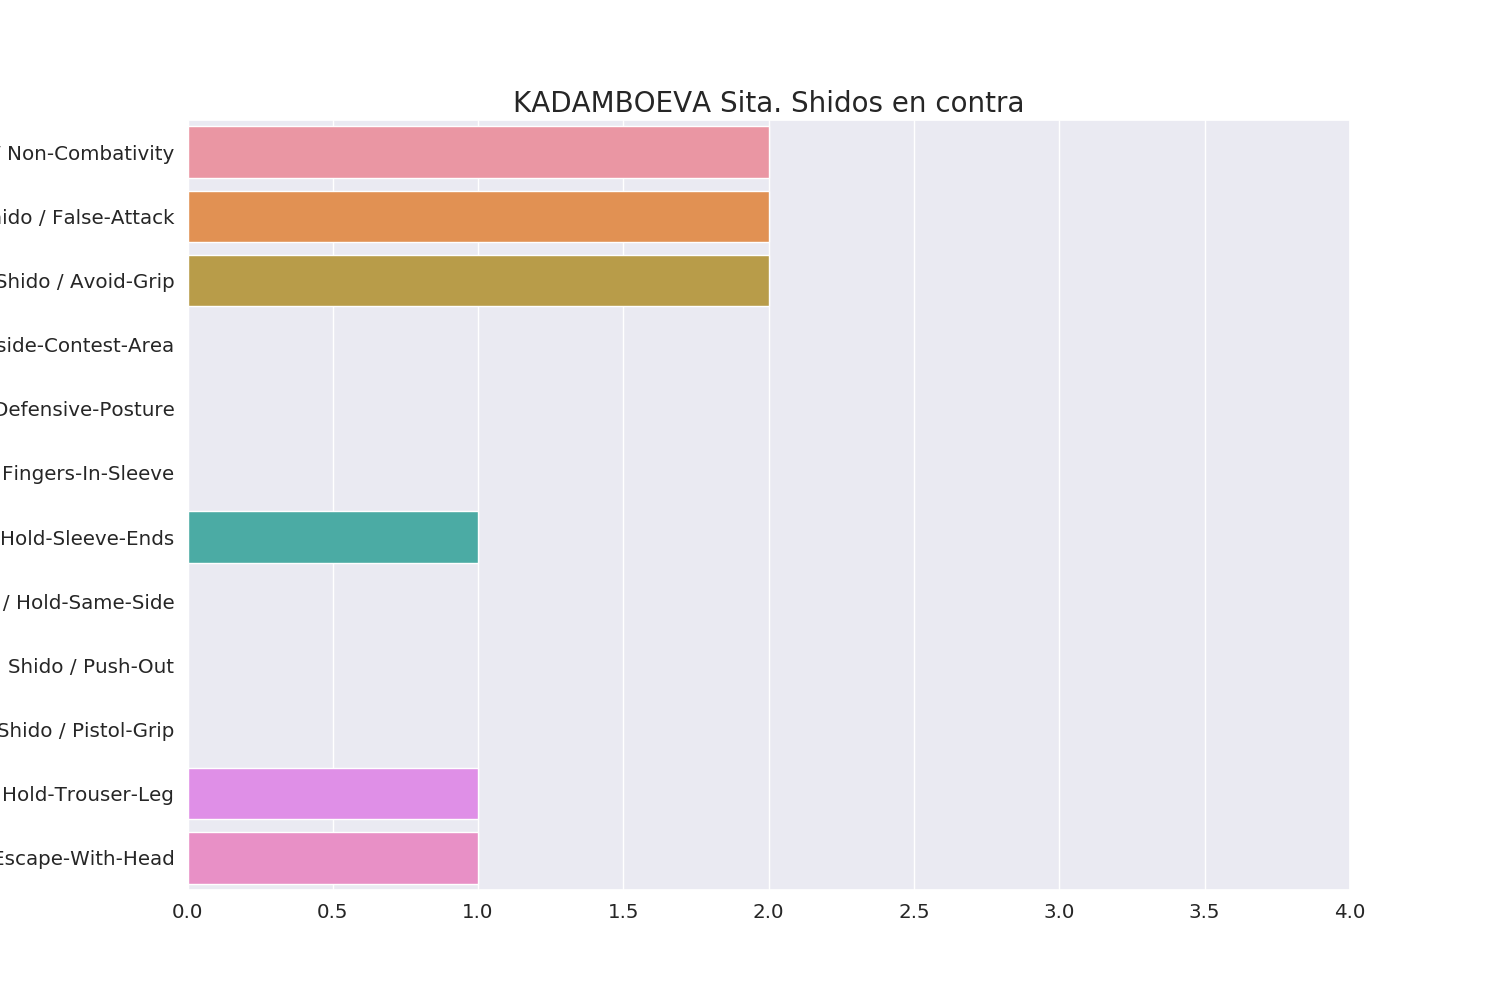 KADAMBOEVA Sita. Shidos en contra
/ Non-Combativity
ido / False-Attack
Shido / Avoid-Grip
side-Contest-Area
Defensive-Posture
Fingers-In-Sleeve
Hold-Sleeve-Ends
/ Hold-Same-Side
Shido / Push-Out
Shido / Pistol-Grip
Hold-Trouser-Leg
Escape-With-Head
0.0 0.5 1.0 1.5 2.0 2.5 3.0 3.5 4.0